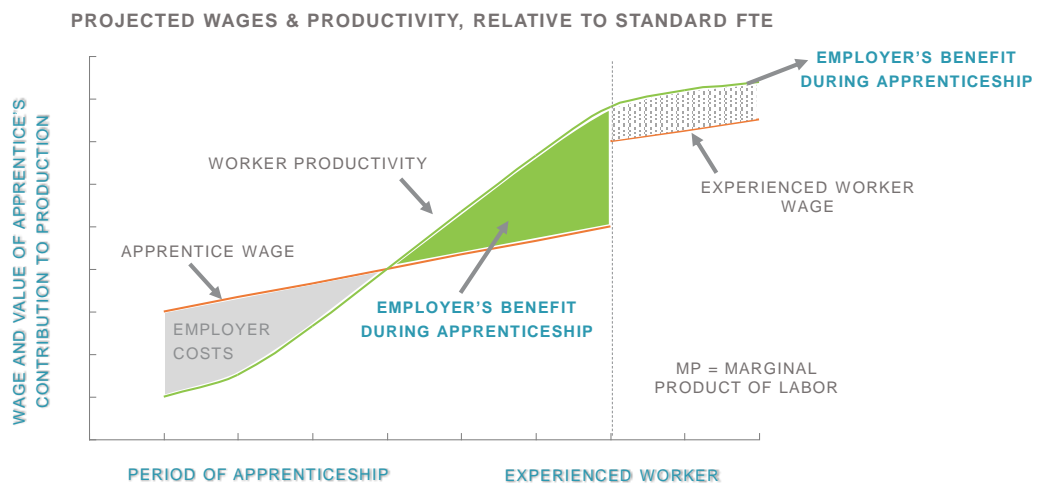 PROJECTED WAGES & PRODUCTIVITY, RELATIVE TO STANDARD FTE
EMPLOYER’S BENEFIT
DURING APPRENTICESHIP
WAGE AND VALUE OF APPRENTICE’S
CONTRIBUTION TO PRODUCTION
WORKER PRODUCTIVITY
EXPERIENCED WORKER
WAGE
APPRENTICE WAGE
EMPLOYER’S BENEFIT
DURING APPRENTICESHIP
EMPLOYER
COSTS
MP = MARGINAL
PRODUCT OF LABOR
PERIOD OF APPRENTICESHIP
EXPERIENCED WORKER